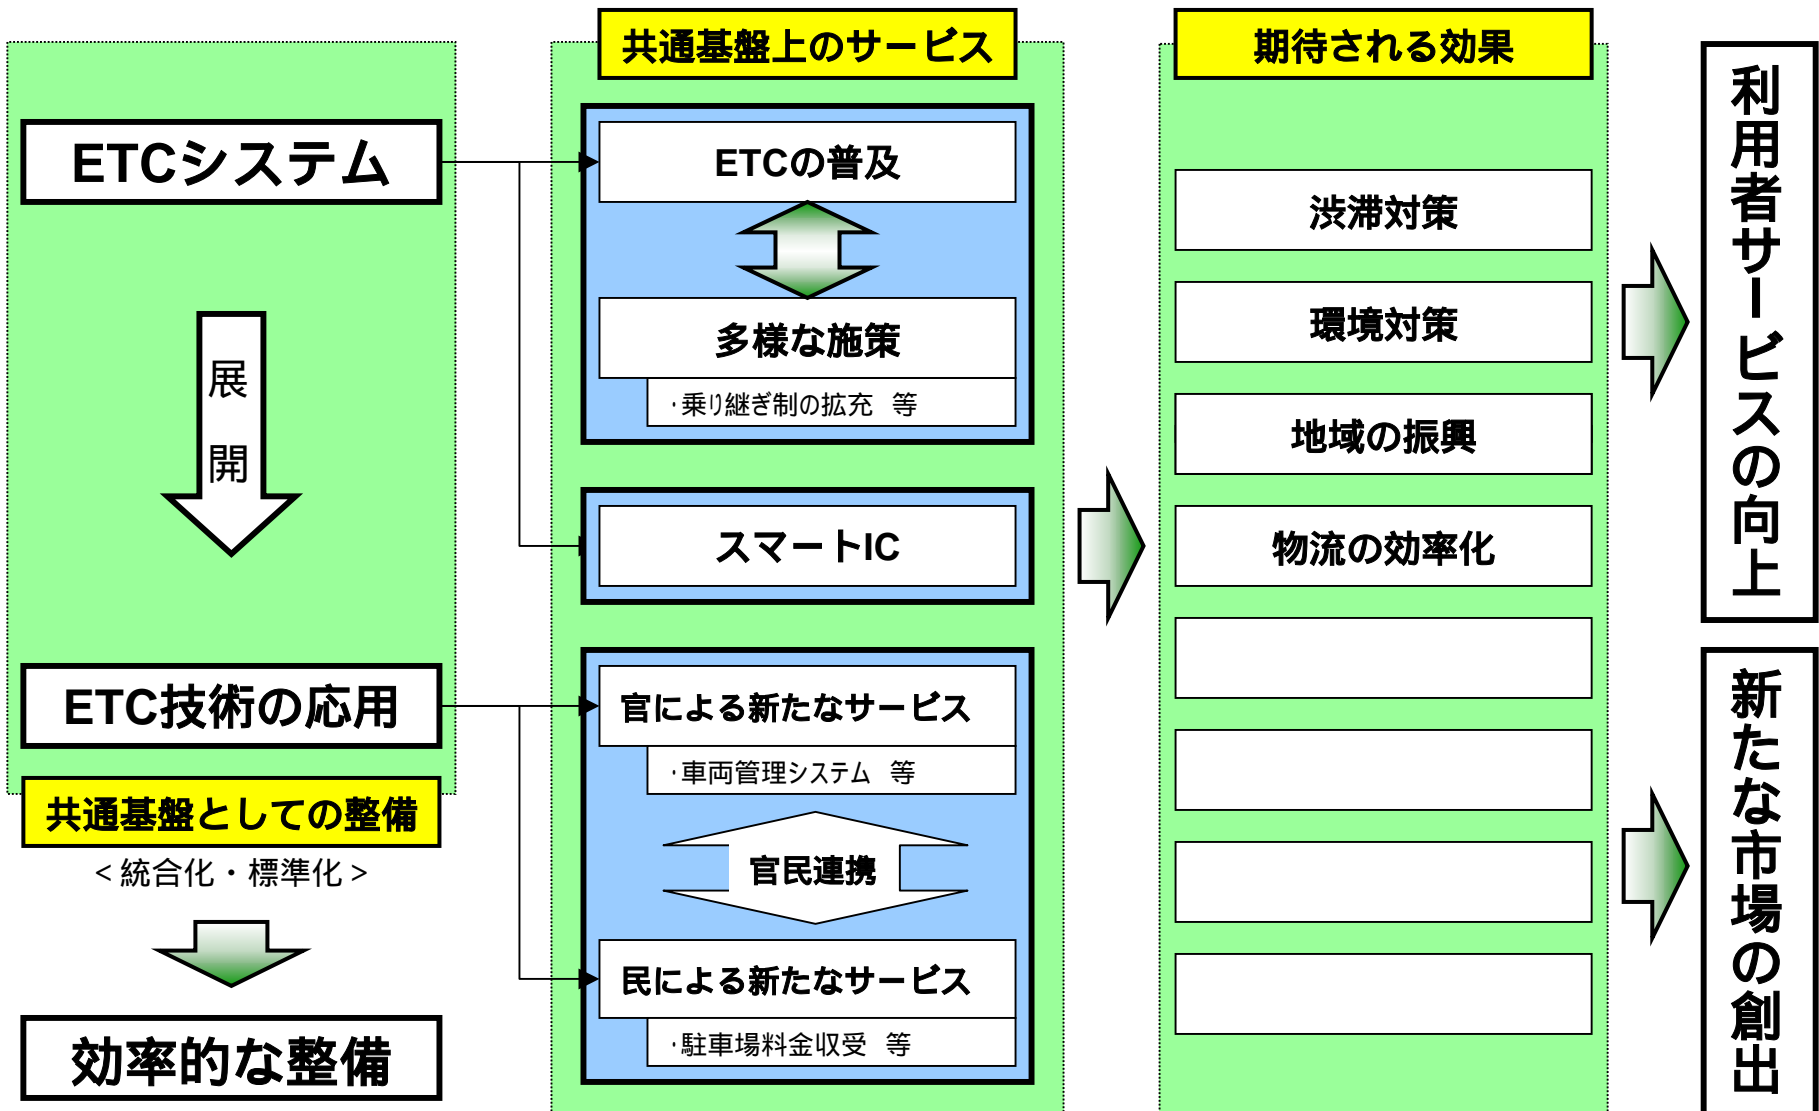 ETCシステム
展
開
ETC技術の応用
共通基盤としての整備
＜統合化・標準化＞
効率的な整備
共通基盤上のサービス
ETCの普及
多様な施策
・乗り継ぎ制の拡充　等
スマートIC
官による新たなサービス
・車両管理システム　等
官民連携
民による新たなサービス
・駐車場料金収受　等
期待される効果
渋滞対策
環境対策
地域の振興
物流の効率化
利用者サービスの向上
新たな市場の創出